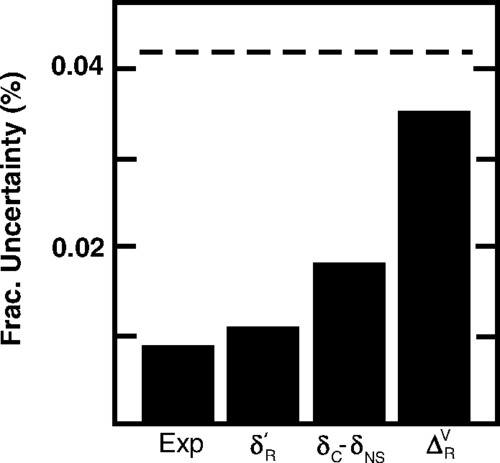 Frac. Uncertainty (%)
0.04
0.02
Exp δ′R δC-δNS ΔVR